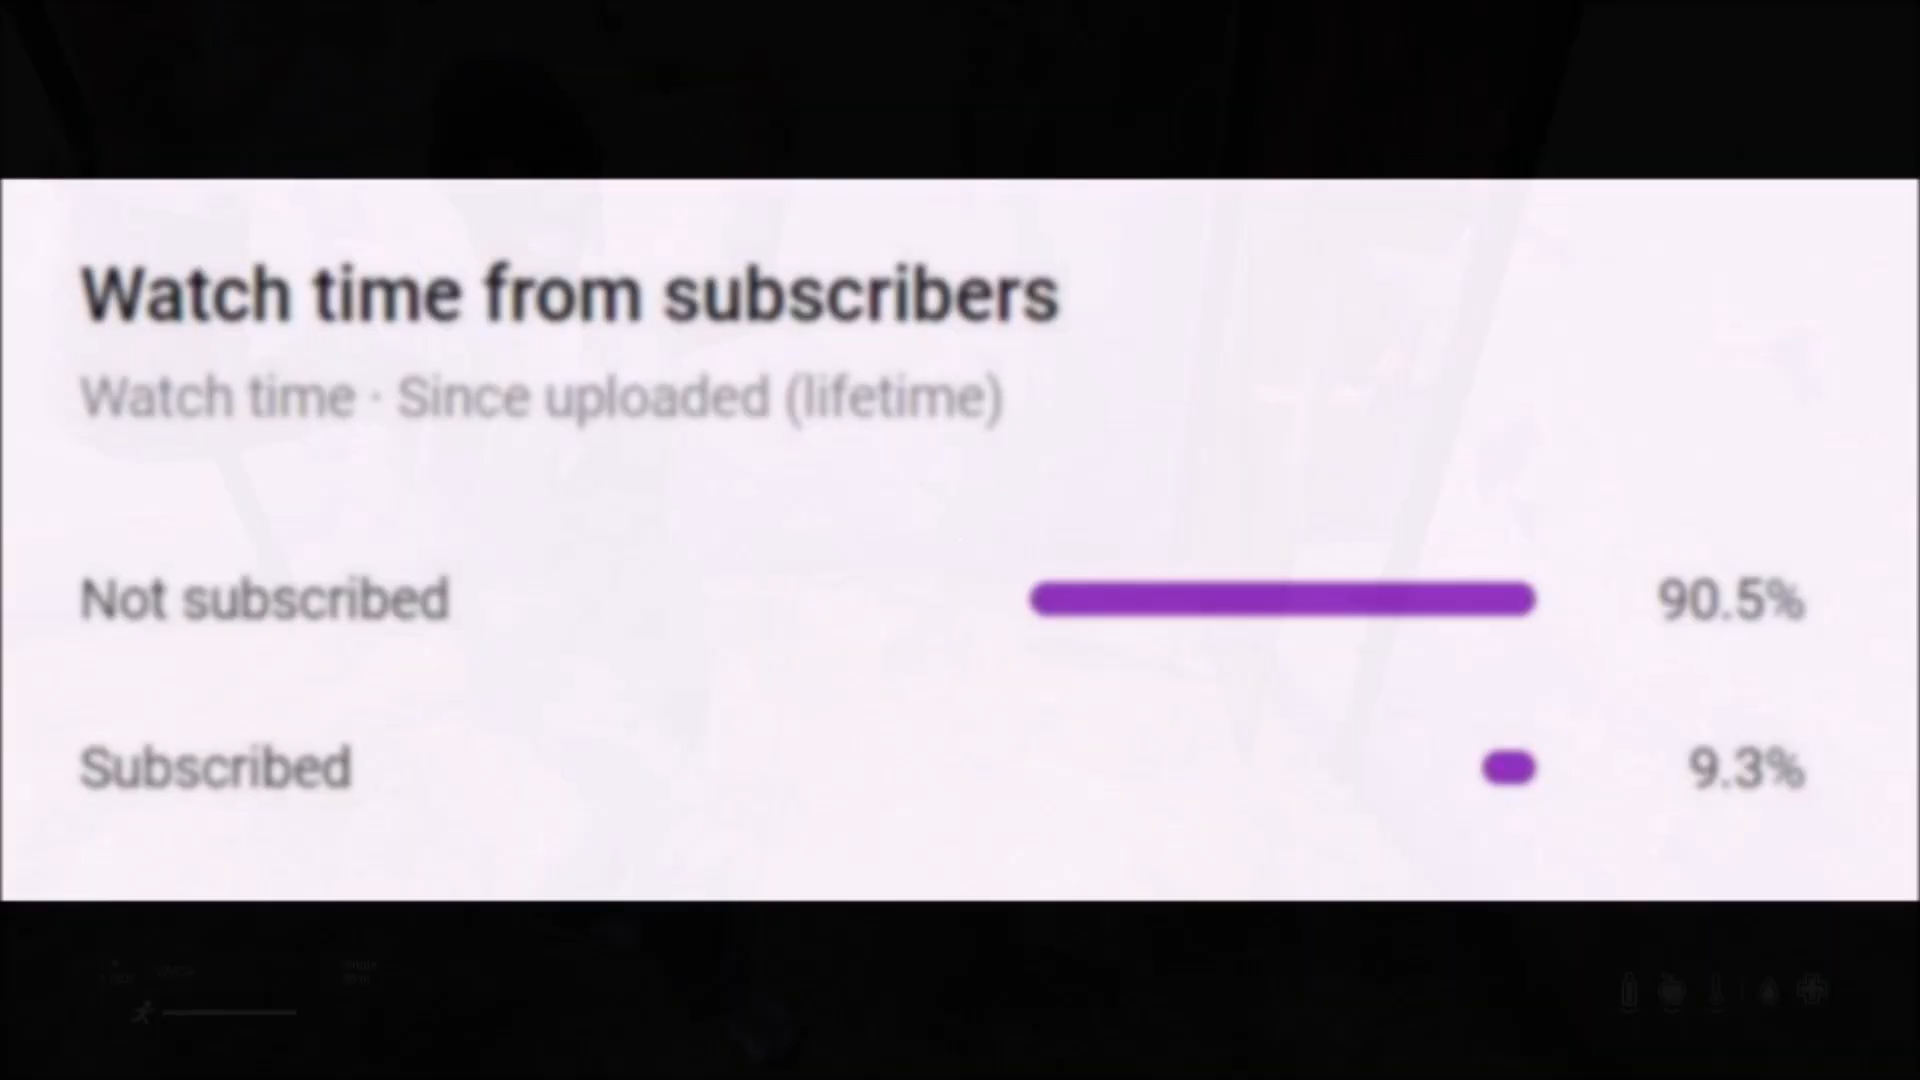 Watch time from subscribers
Watch time · Since uploaded (lifetime)
Not subscribed 90.5%
Subscribed 9.3%